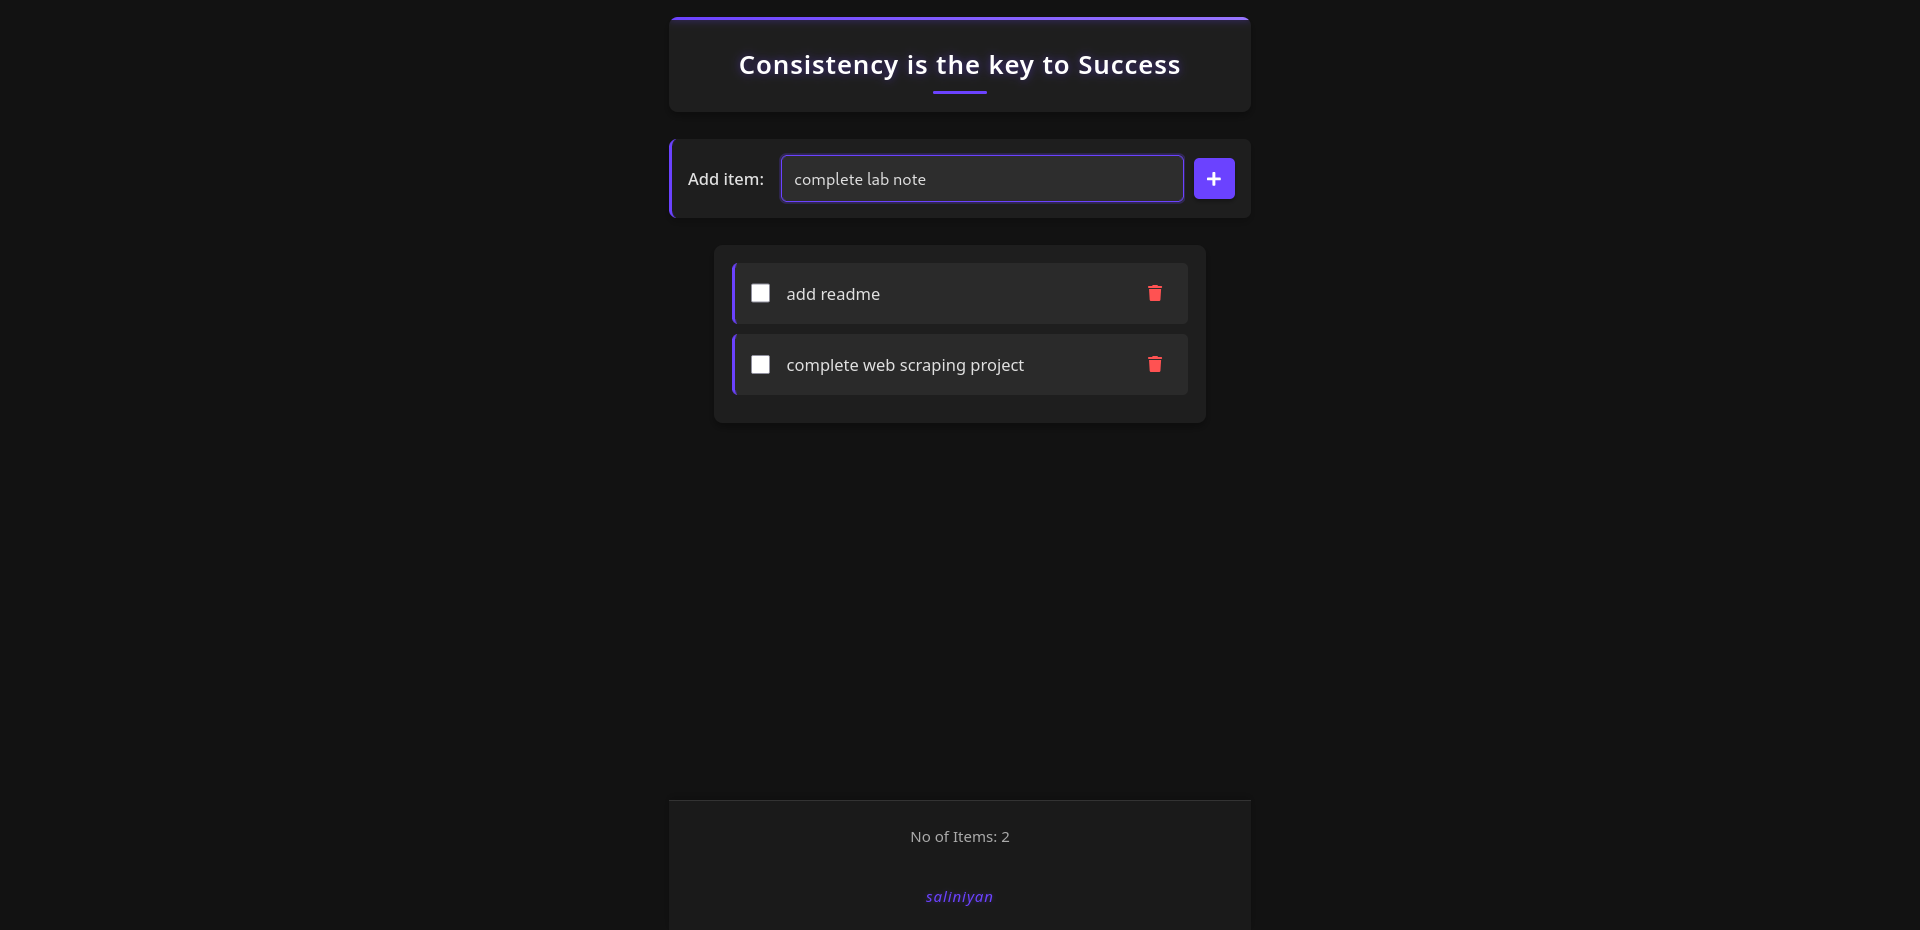 Consistency is the key to Success
Add item: complete lab note +
add readme
complete web scraping project
No of Items: 2
saliniyan